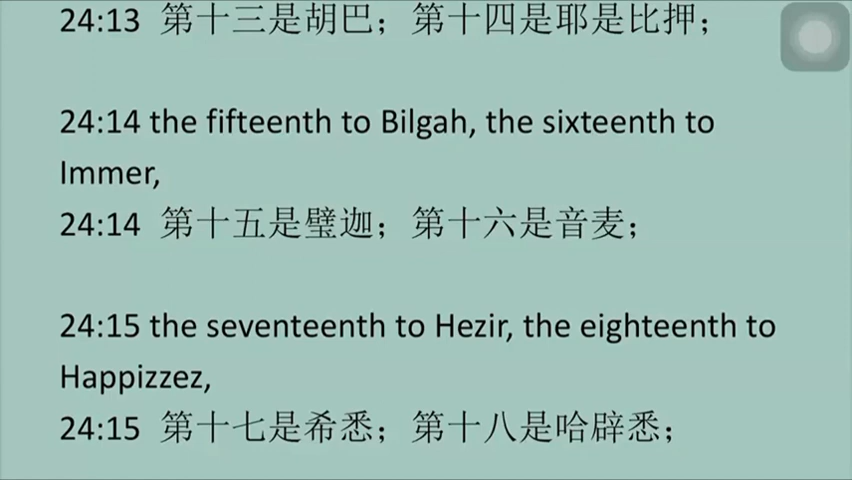 24:13 第十三是胡巴；第十四是耶是比押；
24:14 the fifteenth to Bilgah, the sixteenth to
Immer,
24:14 第十五是璧迦；第十六是音麦；
24:15 the seventeenth to Hezir, the eighteenth to
Happizzez,
24:15 第十七是希悉；第十八是哈辟悉；